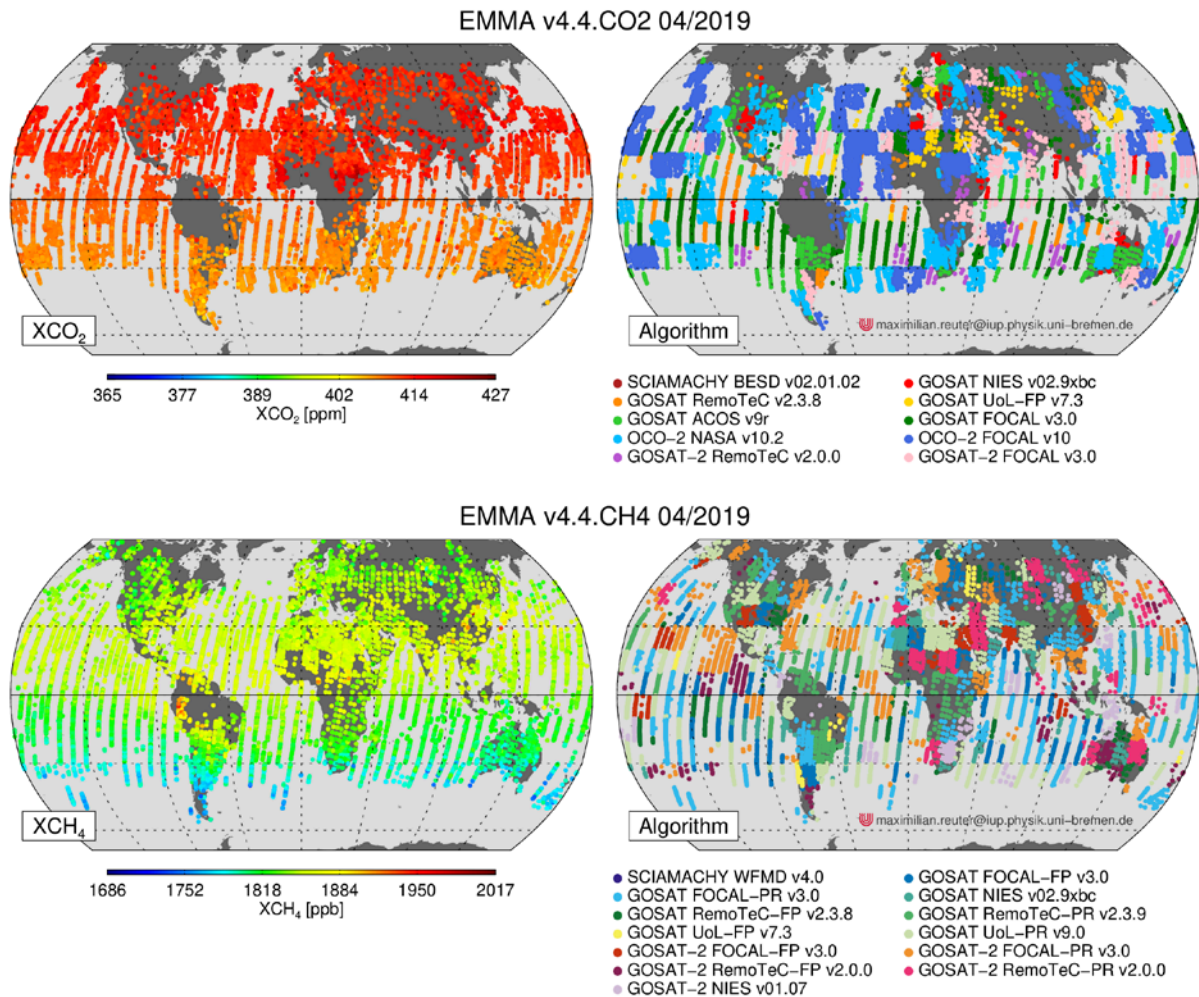 EMMA v4.4.CO2 04/2019
XCO₂
Algorithm
maximilian.reuter@iup.physik.uni−bremen.de
365 377 389 402 414 427
XCO₂ [ppm]
SCIAMACHY BESD v02.01.02
GOSAT NIES v02.9xbc
GOSAT RemoTeC v2.3.8
GOSAT UoL−FP v7.3
GOSAT ACOS v9r
GOSAT FOCAL v3.0
OCO−2 NASA v10.2
OCO−2 FOCAL v10
GOSAT−2 RemoTeC v2.0.0
GOSAT−2 FOCAL v3.0
EMMA v4.4.CH4 04/2019
XCH₄
Algorithm
maximilian.reuter@iup.physik.uni−bremen.de
1686 1752 1818 1884 1950 2017
XCH₄ [ppb]
SCIAMACHY WFMD v4.0
GOSAT FOCAL−FP v3.0
GOSAT FOCAL−PR v3.0
GOSAT NIES v02.9xbc
GOSAT RemoTeC−FP v2.3.8
GOSAT RemoTeC−PR v2.3.9
GOSAT UoL−FP v7.3
GOSAT UoL−PR v9.0
GOSAT−2 FOCAL−FP v3.0
GOSAT−2 FOCAL−PR v3.0
GOSAT−2 RemoTeC−FP v2.0.0
GOSAT−2 RemoTeC−PR v2.0.0
GOSAT−2 NIES v01.07